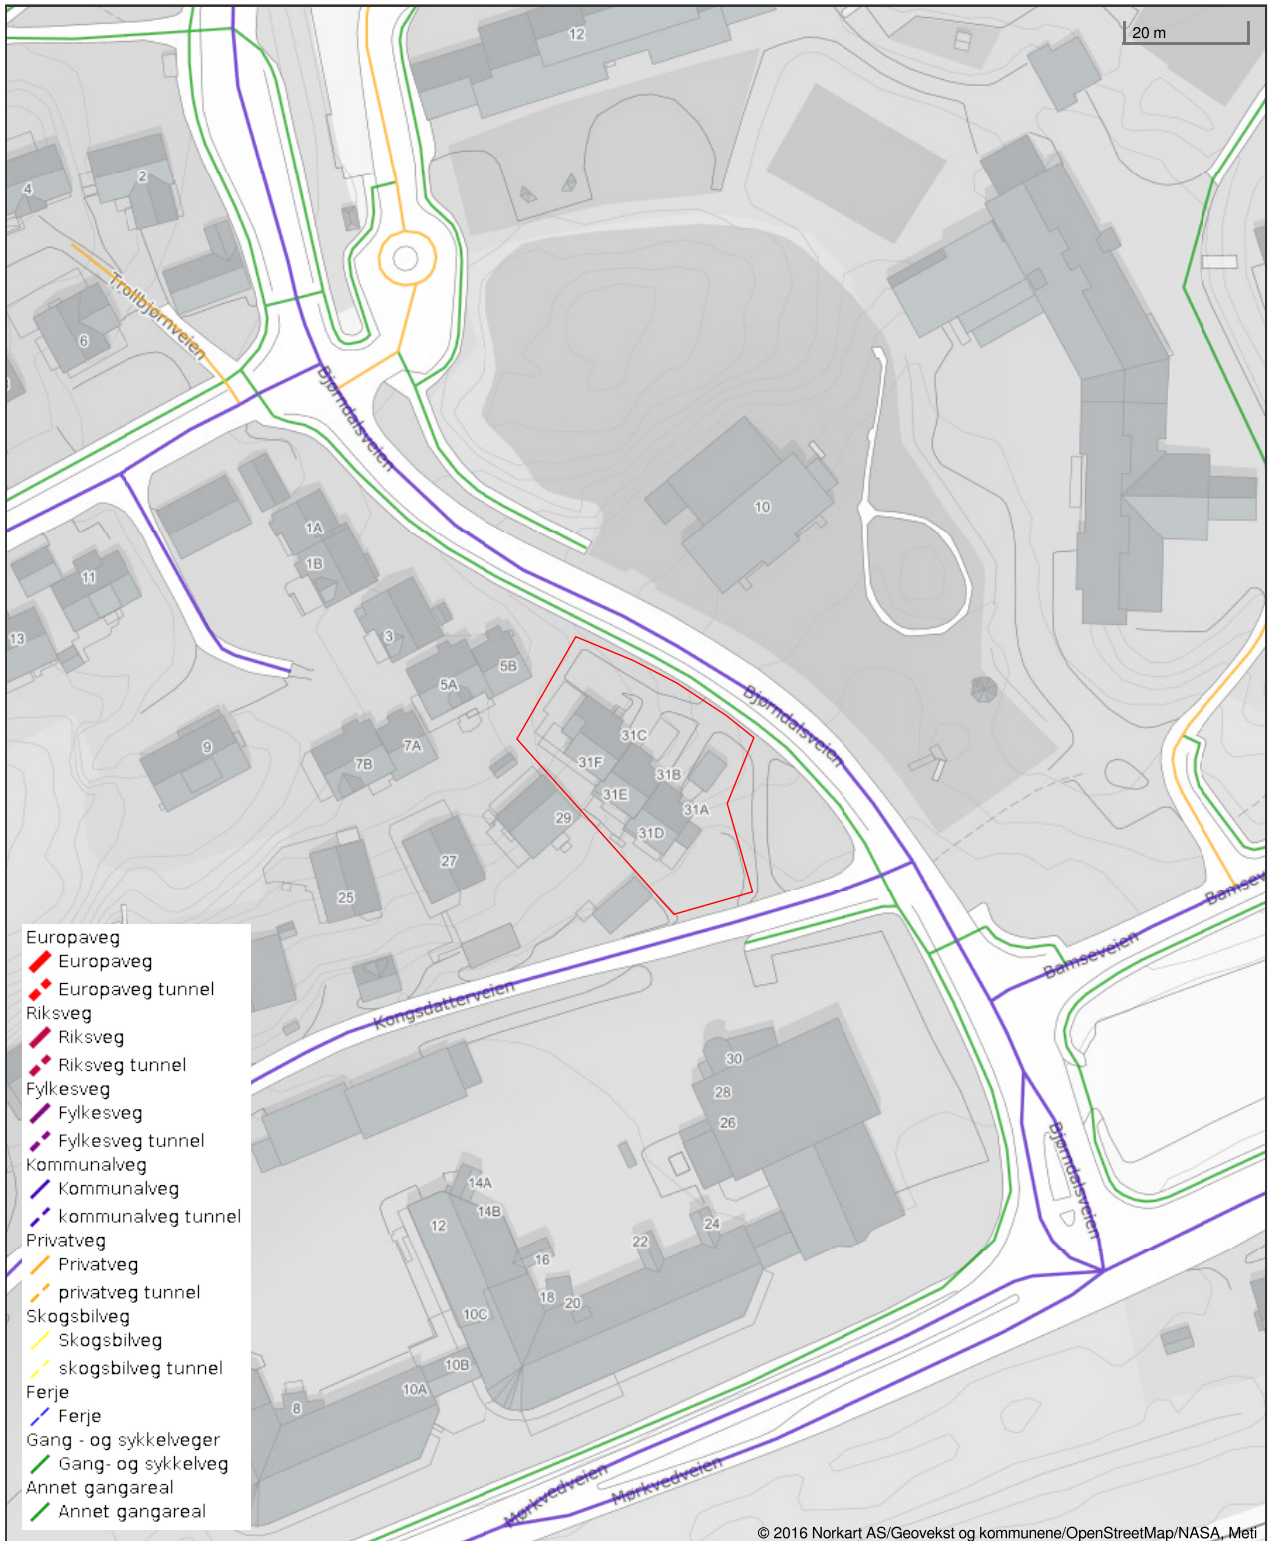 20 m
12
2
4
Trollbjørnveien
6
Bjørndalsveien
10
1A
1B
11
13
3
5B
5A
Bjørndalsveien
7A
7B
9
31C
31F
31B
31E
31A
31D
29
27
25
Bamsev
Bamseveien
Kongsdatterveien
30
28
26
Bjørndalsveien
14A
14B
12
24
22
16
18
20
10C
10B
10A
8
Mørkvedveien
Mørkvedveien
Europaveg
Europaveg
Europaveg tunnel
Riksveg
Riksveg
Riksveg tunnel
Fylkesveg
Fylkesveg
Fylkesveg tunnel
Kommunalveg
Kommunalveg
kommunalveg tunnel
Privatveg
Privatveg
privatveg tunnel
Skogsbilveg
Skogsbilveg
skogsbilveg tunnel
Ferje
Ferje
Gang - og sykkelveger
Gang- og sykkelveg
Annet gangareal
Annet gangareal
© 2016 Norkart AS/Geovekst og kommunene/OpenStreetMap/NASA, Meti